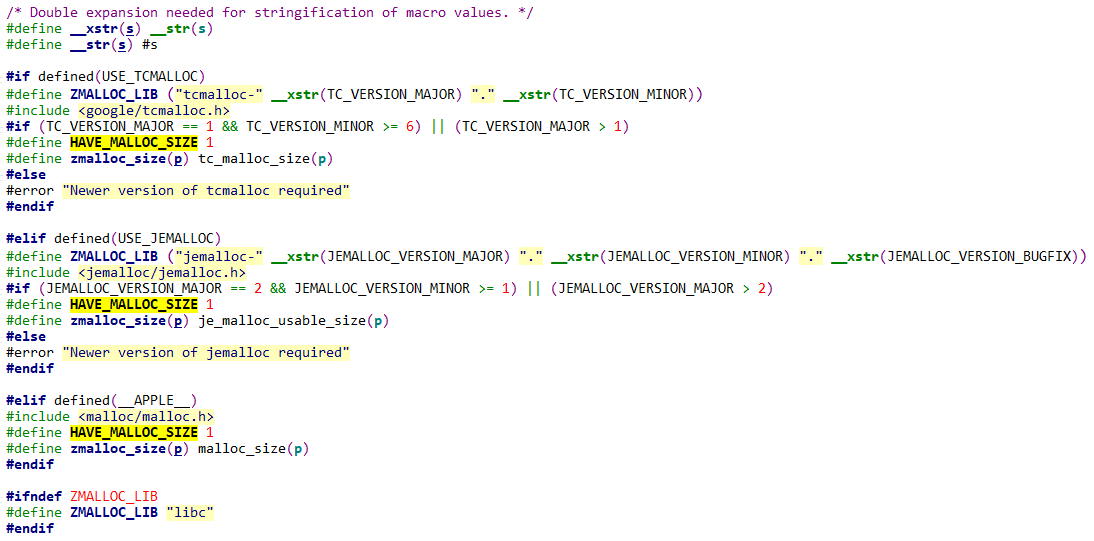 /* Double expansion needed for stringification of macro values. */
#define __xstr(s) __str(s)
#define __str(s) #s
#if defined(USE_TCMALLOC)
#define ZMALLOC_LIB ("tcmalloc-" __xstr(TC_VERSION_MAJOR) "." __xstr(TC_VERSION_MINOR))
#include <google/tcmalloc.h>
#if (TC_VERSION_MAJOR == 1 && TC_VERSION_MINOR >= 6) || (TC_VERSION_MAJOR > 1)
#define HAVE_MALLOC_SIZE 1
#define zmalloc_size(p) tc_malloc_size(p)
#else
#error "Newer version of tcmalloc required"
#endif
#elif defined(USE_JEMALLOC)
#define ZMALLOC_LIB ("jemalloc-" __xstr(JEMALLOC_VERSION_MAJOR) "." __xstr(JEMALLOC_VERSION_MINOR) "." __xstr(JEMALLOC_VERSION_BUGFIX))
#include <jemalloc/jemalloc.h>
#if (JEMALLOC_VERSION_MAJOR == 2 && JEMALLOC_VERSION_MINOR >= 1) || (JEMALLOC_VERSION_MAJOR > 2)
#define HAVE_MALLOC_SIZE 1
#define zmalloc_size(p) je_malloc_usable_size(p)
#else
#error "Newer version of jemalloc required"
#endif
#elif defined(__APPLE__)
#include <malloc/malloc.h>
#define HAVE_MALLOC_SIZE 1
#define zmalloc_size(p) malloc_size(p)
#endif
#ifndef ZMALLOC_LIB
#define ZMALLOC_LIB "libc"
#endif